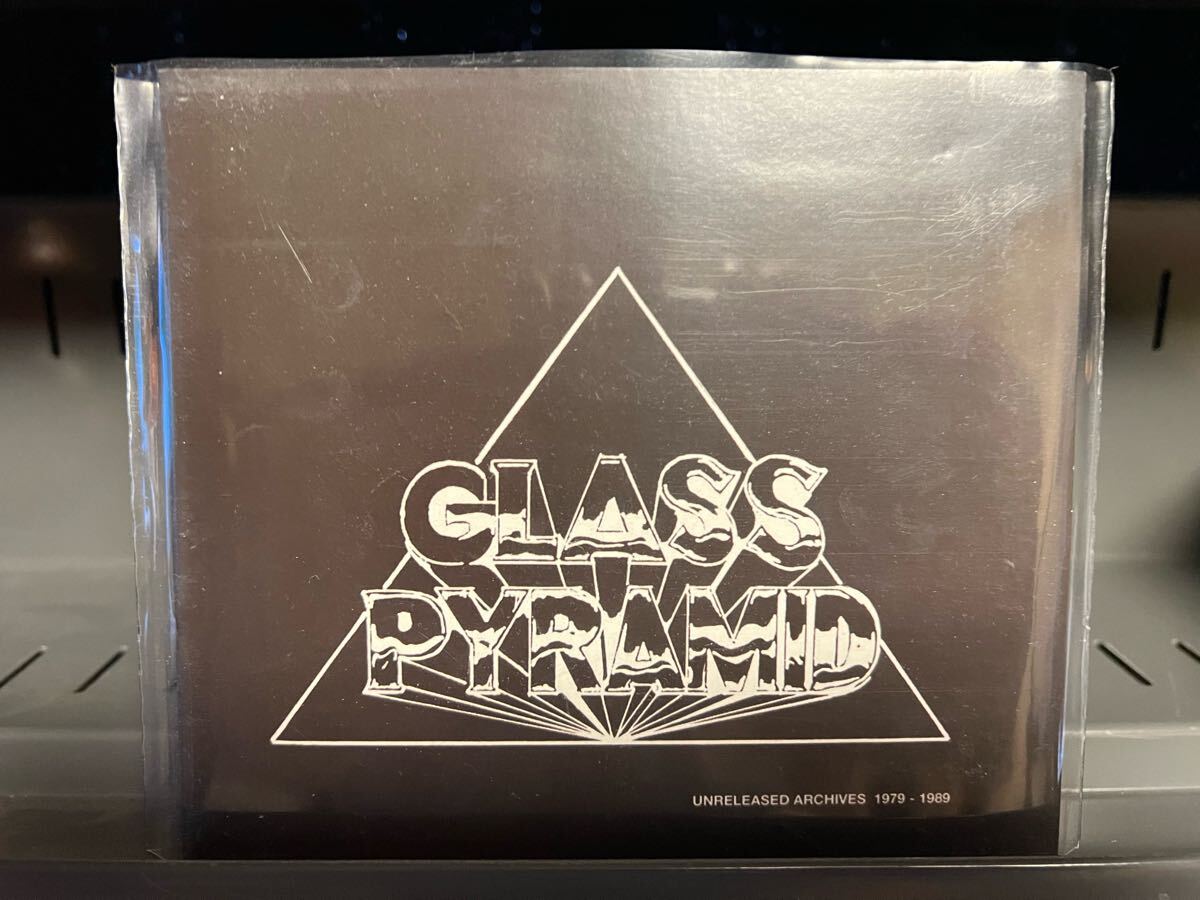 GLASS
PYRAMID
UNRELEASED ARCHIVES 1979 - 1989